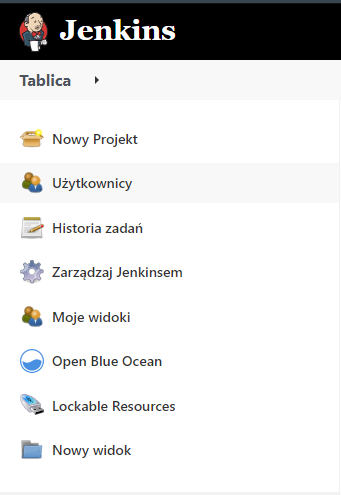 Jenkins
Tablica
Nowy Projekt
Użytkownicy
Historia zadań
Zarządzaj Jenkinsem
Moje widoki
Open Blue Ocean
Lockable Resources
Nowy widok